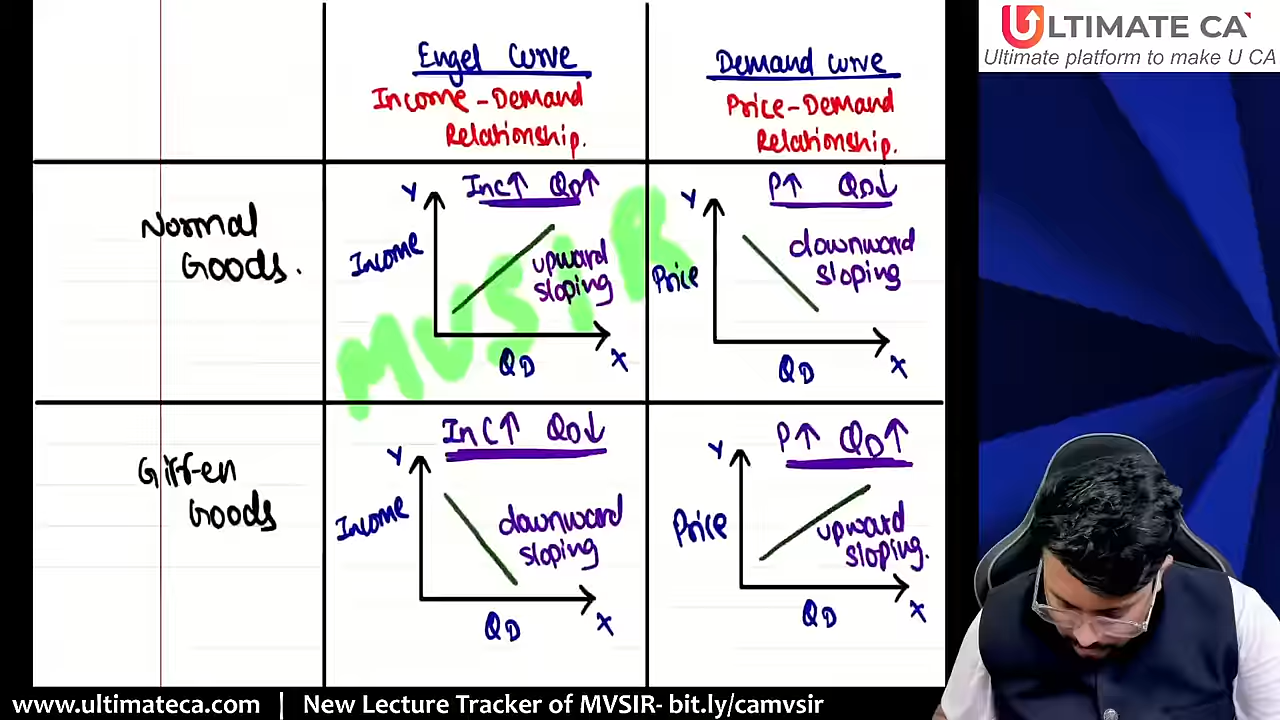 ULTIMATE CA
Ultimate platform to make U CA
Engel Curve
Income-Demand
Relationship.
Demand curve
Price-Demand
Relationship.
Normal
Goods.
Inc↑ QD↑
Y
Income
upward
sloping
QD
X
P↑ QD↓
Y
Price
downward
sloping
QD
X
MVSIR
Giffen
Goods
Inc↑ QD↓
Y
Income
downward
sloping
QD
X
P↑ QD↑
Y
Price
upward
sloping.
QD
X
www.ultimateca.com | New Lecture Tracker of MVSIR- bit.ly/camvsir